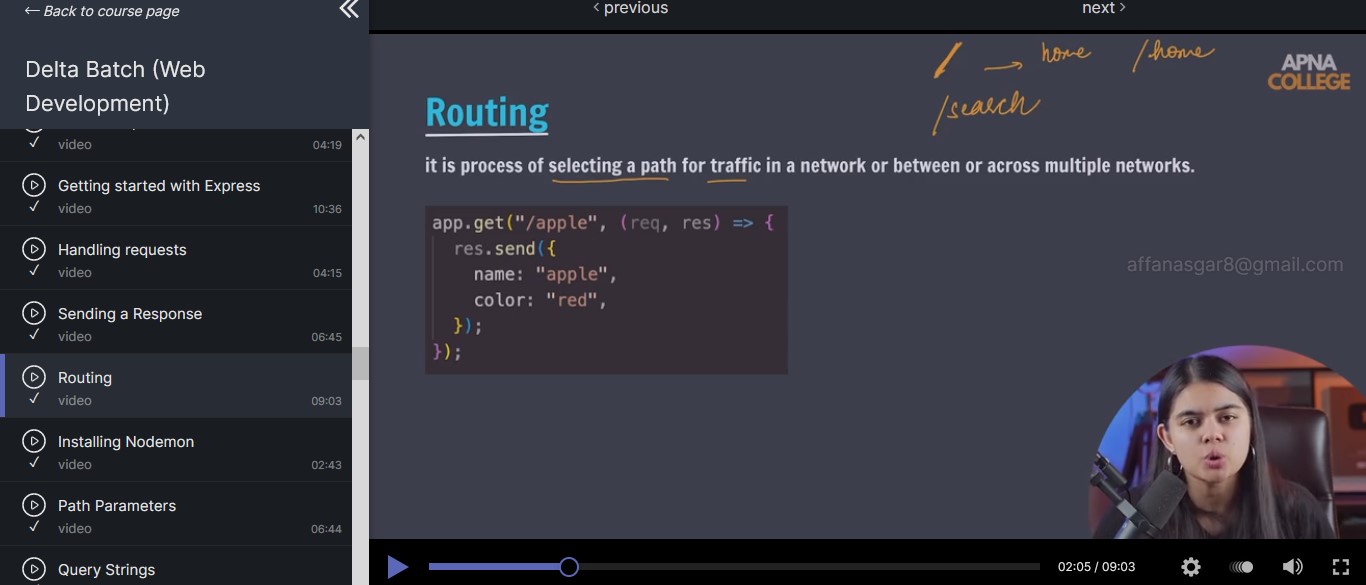 ← Back to course page
Delta Batch (Web
Development)
video
04:19
Getting started with Express
video
10:36
Handling requests
video
04:15
Sending a Response
video
06:45
Routing
video
09:03
Installing Nodemon
video
02:43
Path Parameters
video
06:44
Query Strings
‹ previous
next ›
/ → home /home
/search
APNA
COLLEGE
Routing
it is process of selecting a path for traffic in a network or between or across multiple networks.
app.get("/apple", (req, res) => {
res.send({
name: "apple",
color: "red",
});
});
affanasgar8@gmail.com
02:05 / 09:03